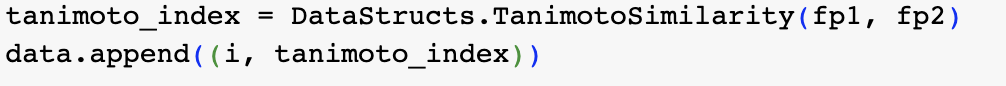 tanimoto_index = DataStructs.TanimotoSimilarity(fp1, fp2)
data.append((i, tanimoto_index))